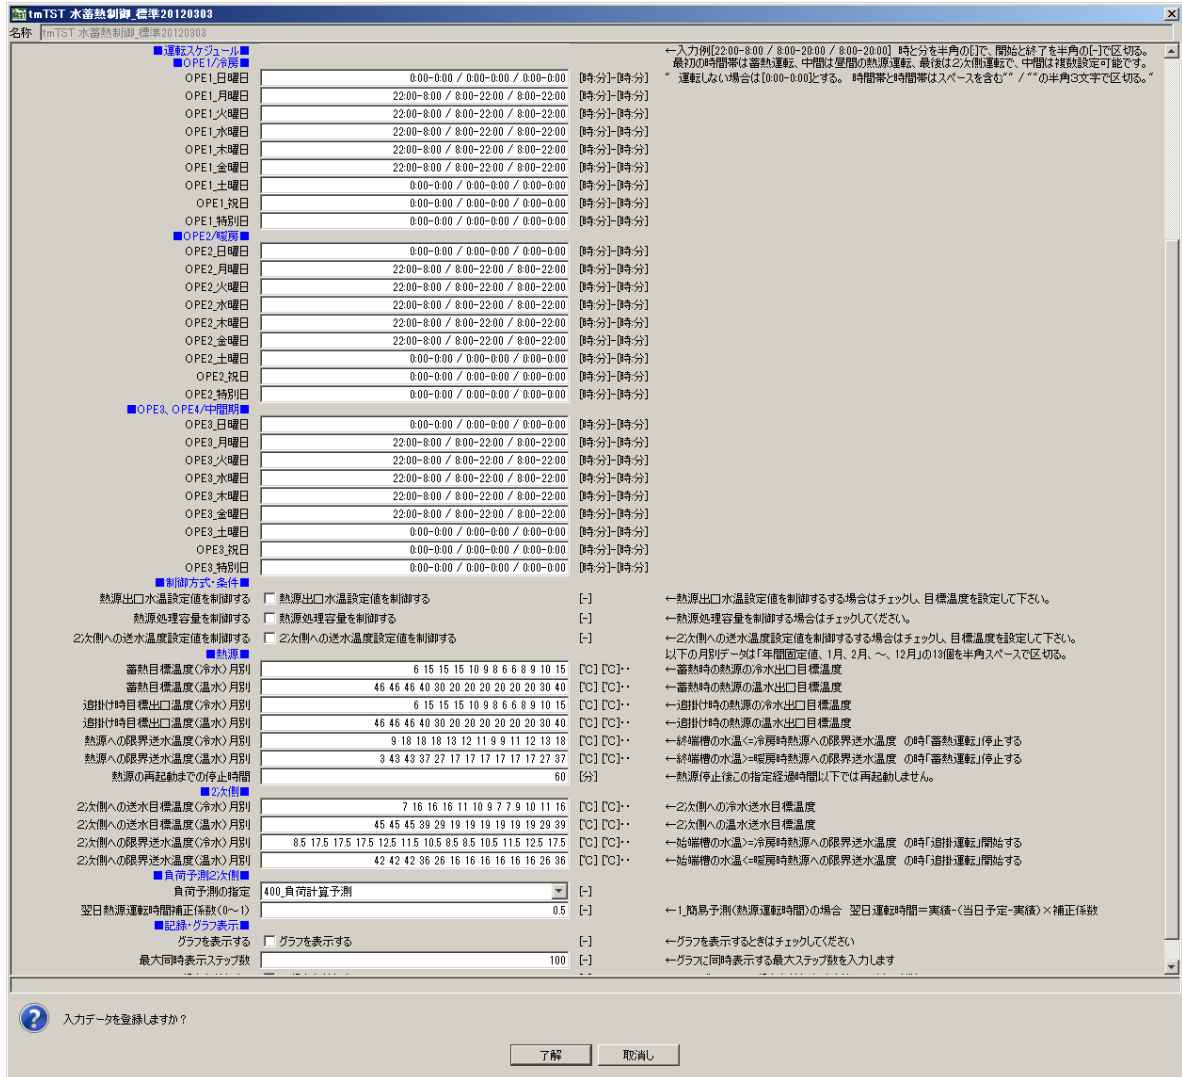 tmTST 水蓄熱制御_標準20120303
名称 tmTST 水蓄熱制御_標準20120303
■運転スケジュール■ ←入力例[22:00-8:00 / 8:00-20:00 / 8:00-20:00] 時と分を半角の[:]で、開始と終了を半角の[-]で区切る。
■OPE1/冷房■ 最初の時間帯は蓄熱運転、中間は昼間の熱源運転、最後は2次側運転で、中間は複数設定可能です。
OPE1_日曜日 0:00-0:00 / 0:00-0:00 / 0:00-0:00 [時:分]-[時:分] " 運転しない場合は[0:00-0:00]とする。 時間帯と時間帯はスペースを含む"" / ""の半角3文字で区切る。"
OPE1_月曜日 22:00-8:00 / 8:00-22:00 / 8:00-22:00 [時:分]-[時:分]
OPE1_火曜日 22:00-8:00 / 8:00-22:00 / 8:00-22:00 [時:分]-[時:分]
OPE1_水曜日 22:00-8:00 / 8:00-22:00 / 8:00-22:00 [時:分]-[時:分]
OPE1_木曜日 22:00-8:00 / 8:00-22:00 / 8:00-22:00 [時:分]-[時:分]
OPE1_金曜日 22:00-8:00 / 8:00-22:00 / 8:00-22:00 [時:分]-[時:分]
OPE1_土曜日 0:00-0:00 / 0:00-0:00 / 0:00-0:00 [時:分]-[時:分]
OPE1_祝日 0:00-0:00 / 0:00-0:00 / 0:00-0:00 [時:分]-[時:分]
OPE1_特別日 0:00-0:00 / 0:00-0:00 / 0:00-0:00 [時:分]-[時:分]
■OPE2/暖房■
OPE2_日曜日 0:00-0:00 / 0:00-0:00 / 0:00-0:00 [時:分]-[時:分]
OPE2_月曜日 22:00-8:00 / 8:00-22:00 / 8:00-22:00 [時:分]-[時:分]
OPE2_火曜日 22:00-8:00 / 8:00-22:00 / 8:00-22:00 [時:分]-[時:分]
OPE2_水曜日 22:00-8:00 / 8:00-22:00 / 8:00-22:00 [時:分]-[時:分]
OPE2_木曜日 22:00-8:00 / 8:00-22:00 / 8:00-22:00 [時:分]-[時:分]
OPE2_金曜日 22:00-8:00 / 8:00-22:00 / 8:00-22:00 [時:分]-[時:分]
OPE2_土曜日 0:00-0:00 / 0:00-0:00 / 0:00-0:00 [時:分]-[時:分]
OPE2_祝日 0:00-0:00 / 0:00-0:00 / 0:00-0:00 [時:分]-[時:分]
OPE2_特別日 0:00-0:00 / 0:00-0:00 / 0:00-0:00 [時:分]-[時:分]
■OPE3、OPE4/中間期■
OPE3_日曜日 0:00-0:00 / 0:00-0:00 / 0:00-0:00 [時:分]-[時:分]
OPE3_月曜日 22:00-8:00 / 8:00-22:00 / 8:00-22:00 [時:分]-[時:分]
OPE3_火曜日 22:00-8:00 / 8:00-22:00 / 8:00-22:00 [時:分]-[時:分]
OPE3_水曜日 22:00-8:00 / 8:00-22:00 / 8:00-22:00 [時:分]-[時:分]
OPE3_木曜日 22:00-8:00 / 8:00-22:00 / 8:00-22:00 [時:分]-[時:分]
OPE3_金曜日 22:00-8:00 / 8:00-22:00 / 8:00-22:00 [時:分]-[時:分]
OPE3_土曜日 0:00-0:00 / 0:00-0:00 / 0:00-0:00 [時:分]-[時:分]
OPE3_祝日 0:00-0:00 / 0:00-0:00 / 0:00-0:00 [時:分]-[時:分]
OPE3_特別日 0:00-0:00 / 0:00-0:00 / 0:00-0:00 [時:分]-[時:分]
■制御方式・条件■
熱源出口水温設定値を制御する 熱源出口水温設定値を制御する [-] ←熱源出口水温設定値を制御するする場合はチェックし、目標温度を設定して下さい。
熱源処理容量を制御する 熱源処理容量を制御する [-] ←熱源処理容量を制御する場合はチェックしてください。
2次側への送水温度設定値を制御する 2次側への送水温度設定値を制御する [-] ←2次側への送水温度設定値を制御するする場合はチェックし、目標温度を設定して下さい。
■熱源■ 以下の月別データは「年間固定値、1月、2月、～、12月」の13個を半角スペースで区切る。
蓄熱目標温度(冷水)月別 6 15 15 15 10 9 8 6 6 8 9 10 15 [℃] [℃]・・ ←蓄熱時の熱源の冷水出口目標温度
蓄熱目標温度(温水)月別 46 46 46 40 30 20 20 20 20 20 20 30 40 [℃] [℃]・・ ←蓄熱時の熱源の温水出口目標温度
追掛け時目標出口温度(冷水)月別 6 15 15 15 10 9 8 6 6 8 9 10 15 [℃] [℃]・・ ←追掛け時の熱源の冷水出口目標温度
追掛け時目標出口温度(温水)月別 46 46 46 40 30 20 20 20 20 20 20 30 40 [℃] [℃]・・ ←追掛け時の熱源の温水出口目標温度
熱源への限界送水温度(冷水)月別 9 18 18 18 13 12 11 9 9 11 12 13 18 [℃] [℃]・・ ←終端槽の水温<=冷房時熱源への限界送水温度 の時「蓄熱運転」停止する
熱源への限界送水温度(温水)月別 3 43 43 37 27 17 17 17 17 17 17 27 37 [℃] [℃]・・ ←終端槽の水温>=暖房時熱源への限界送水温度 の時「蓄熱運転」停止する
熱源の再起動までの停止時間 60 [分] ←熱源停止後この指定経過時間以下では再起動しません。
■2次側■
2次側への送水目標温度(冷水)月別 7 16 16 16 11 10 9 7 7 9 10 11 16 [℃] [℃]・・ ←2次側への冷水送水目標温度
2次側への送水目標温度(温水)月別 45 45 45 39 29 19 19 19 19 19 19 29 39 [℃] [℃]・・ ←2次側への温水送水目標温度
2次側への限界送水温度(冷水)月別 8.5 17.5 17.5 17.5 12.5 11.5 10.5 8.5 8.5 10.5 11.5 12.5 17.5 [℃] [℃]・・ ←始端槽の水温>=冷房時熱源への限界送水温度 の時「追掛運転」開始する
2次側への限界送水温度(温水)月別 42 42 42 36 26 16 16 16 16 16 16 26 36 [℃] [℃]・・ ←始端槽の水温<=暖房時熱源への限界送水温度 の時「追掛運転」開始する
■負荷予測2次側■
負荷予測の指定 400_負荷計算予測 [-]
翌日熱源運転時間補正係数(0～1) 0.5 [-] ←1_簡易予測(熱源運転時間)の場合 翌日運転時間＝実績-(当日予定-実績)×補正係数
■記録・グラフ表示■
グラフを表示する グラフを表示する [-] ←グラフを表示するときはチェックしてください
最大同時表示ステップ数 100 [-] ←グラフに同時表示する最大ステップ数を入力します
入力データを登録しますか？
了解 取消し